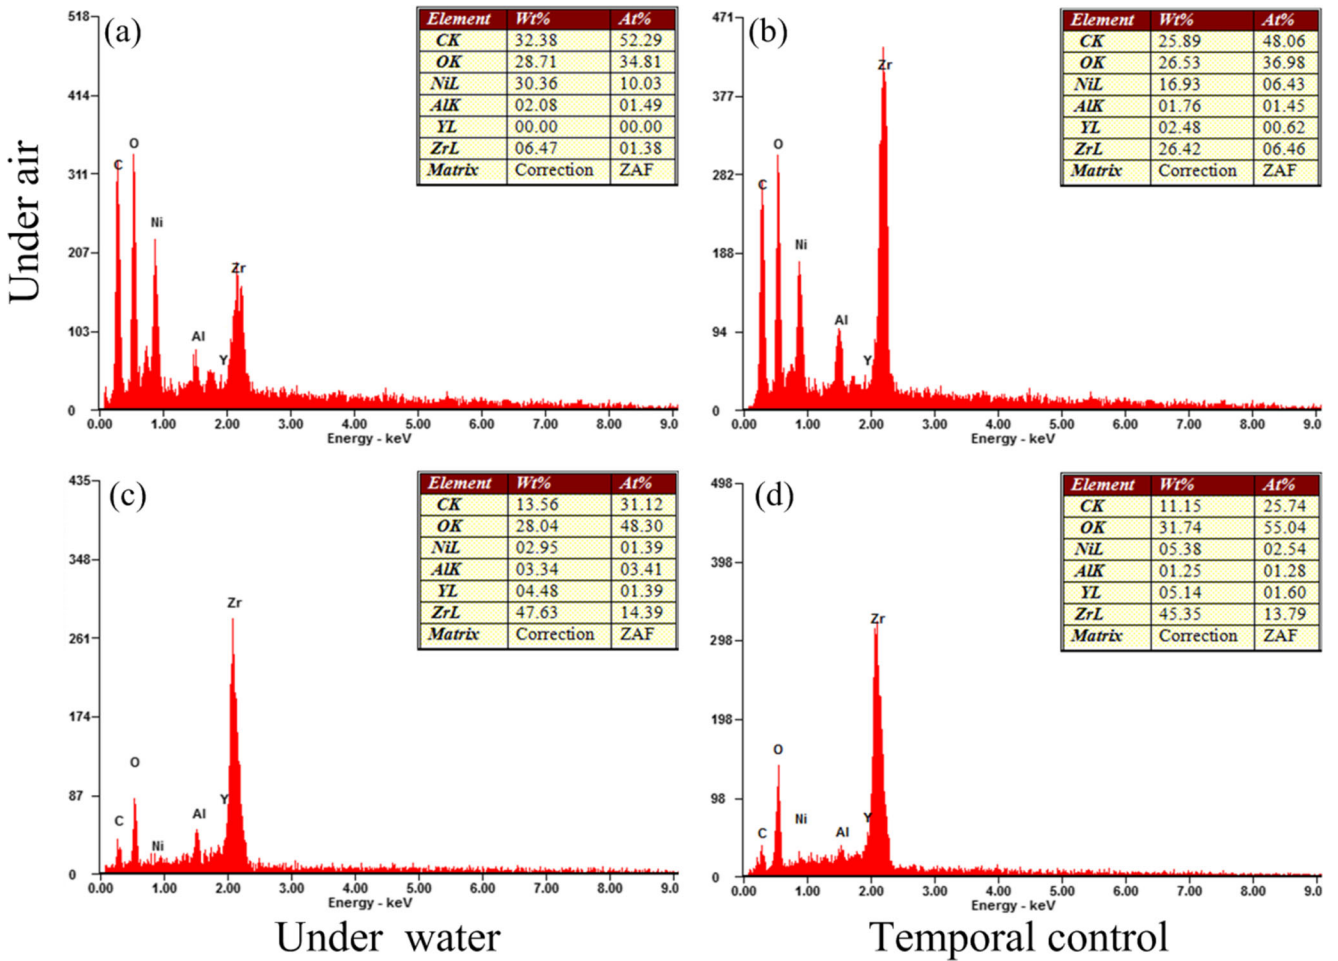 Under air
(a)
518
414
311
207
103
0
C
O
Ni
Al
Y
Zr
0.00 1.00 2.00 3.00 4.00 5.00 6.00 7.00 8.00 9.0
Energy - keV
Element Wt% At%
CK 32.38 52.29
OK 28.71 34.81
NiL 30.36 10.03
AlK 02.08 01.49
YL 00.00 00.00
ZrL 06.47 01.38
Matrix Correction ZAF
(b)
471
377
282
188
94
0
C
O
Ni
Al
Y
Zr
0.00 1.00 2.00 3.00 4.00 5.00 6.00 7.00 8.00 9.0
Energy - keV
Element Wt% At%
CK 25.89 48.06
OK 26.53 36.98
NiL 16.93 06.43
AlK 01.76 01.45
YL 02.48 00.62
ZrL 26.42 06.46
Matrix Correction ZAF
(c)
435
348
261
174
87
0
C
O
Ni
Al
Y
Zr
0.00 1.00 2.00 3.00 4.00 5.00 6.00 7.00 8.00 9.0
Energy - keV
Element Wt% At%
CK 13.56 31.12
OK 28.04 48.30
NiL 02.95 01.39
AlK 03.34 03.41
YL 04.48 01.39
ZrL 47.63 14.39
Matrix Correction ZAF
(d)
498
398
298
198
98
0
C
O
Ni
Al
Y
Zr
0.00 1.00 2.00 3.00 4.00 5.00 6.00 7.00 8.00 9.0
Energy - keV
Element Wt% At%
CK 11.15 25.74
OK 31.74 55.04
NiL 05.38 02.54
AlK 01.25 01.28
YL 05.14 01.60
ZrL 45.35 13.79
Matrix Correction ZAF
Under water
Temporal control